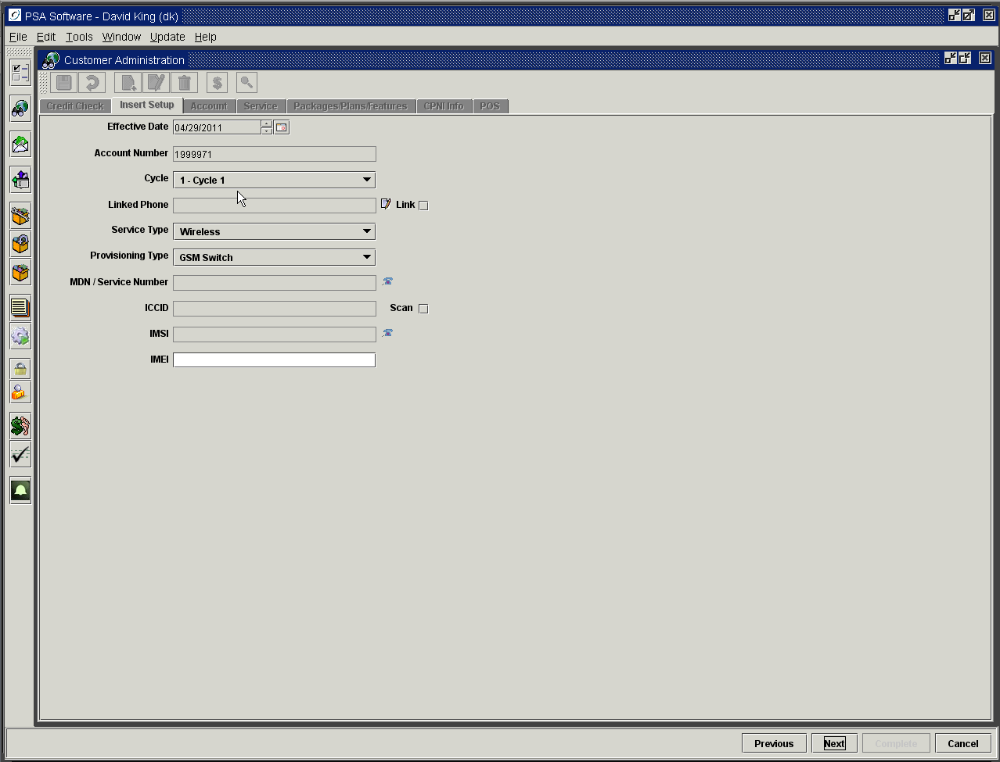 PSA Software - David King (dk)
File Edit Tools Window Update Help
Customer Administration
Credit Check Insert Setup Account Service Packages/Plans/Features CPNI Info POS
Effective Date 04/29/2011
Account Number 1999971
Cycle 1 - Cycle 1
Linked Phone Link
Service Type Wireless
Provisioning Type GSM Switch
MDN / Service Number
ICCID Scan
IMSI
IMEI
Previous Next Complete Cancel